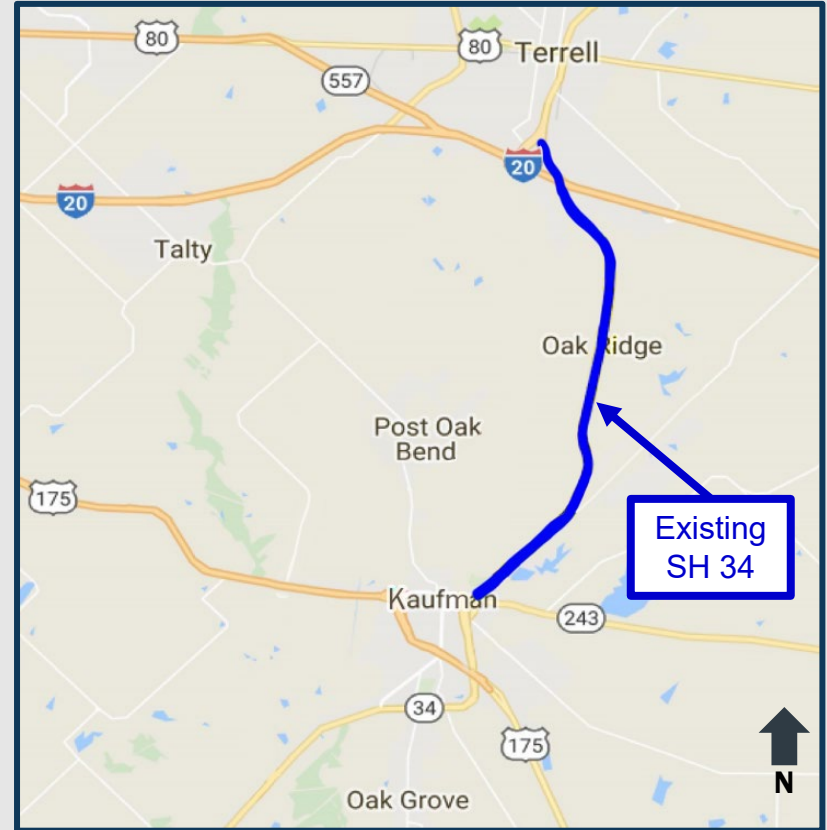 80
80
Terrell
557
20
20
Talty
Oak Ridge
Post Oak
Bend
175
Existing
SH 34
Kaufman
243
34
175
N
Oak Grove